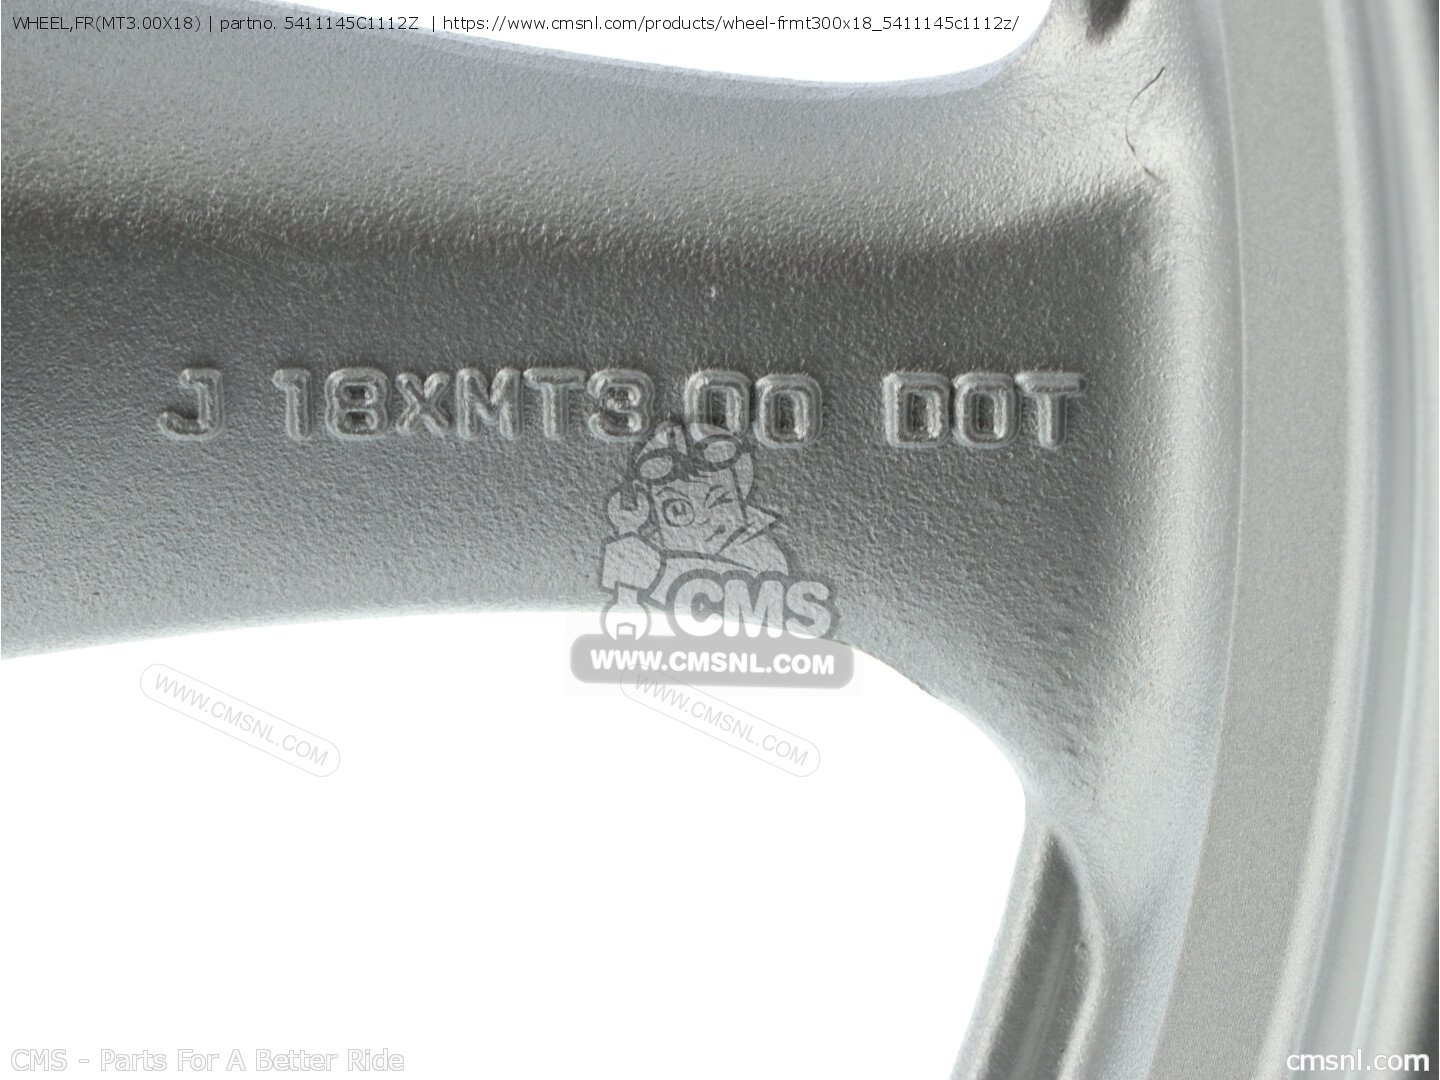 WHEEL,FR(MT3.00X18) | partno. 5411145C1112Z | https://www.cmsnl.com/products/wheel-frmt300x18_5411145c1112z/
J 18XMT3.00 DOT
CMS
WWW.CMSNL.COM
WWW.CMSNL.COM
WWW.CMSNL.COM
CMS - Parts For A Better Ride
cmsnl.com